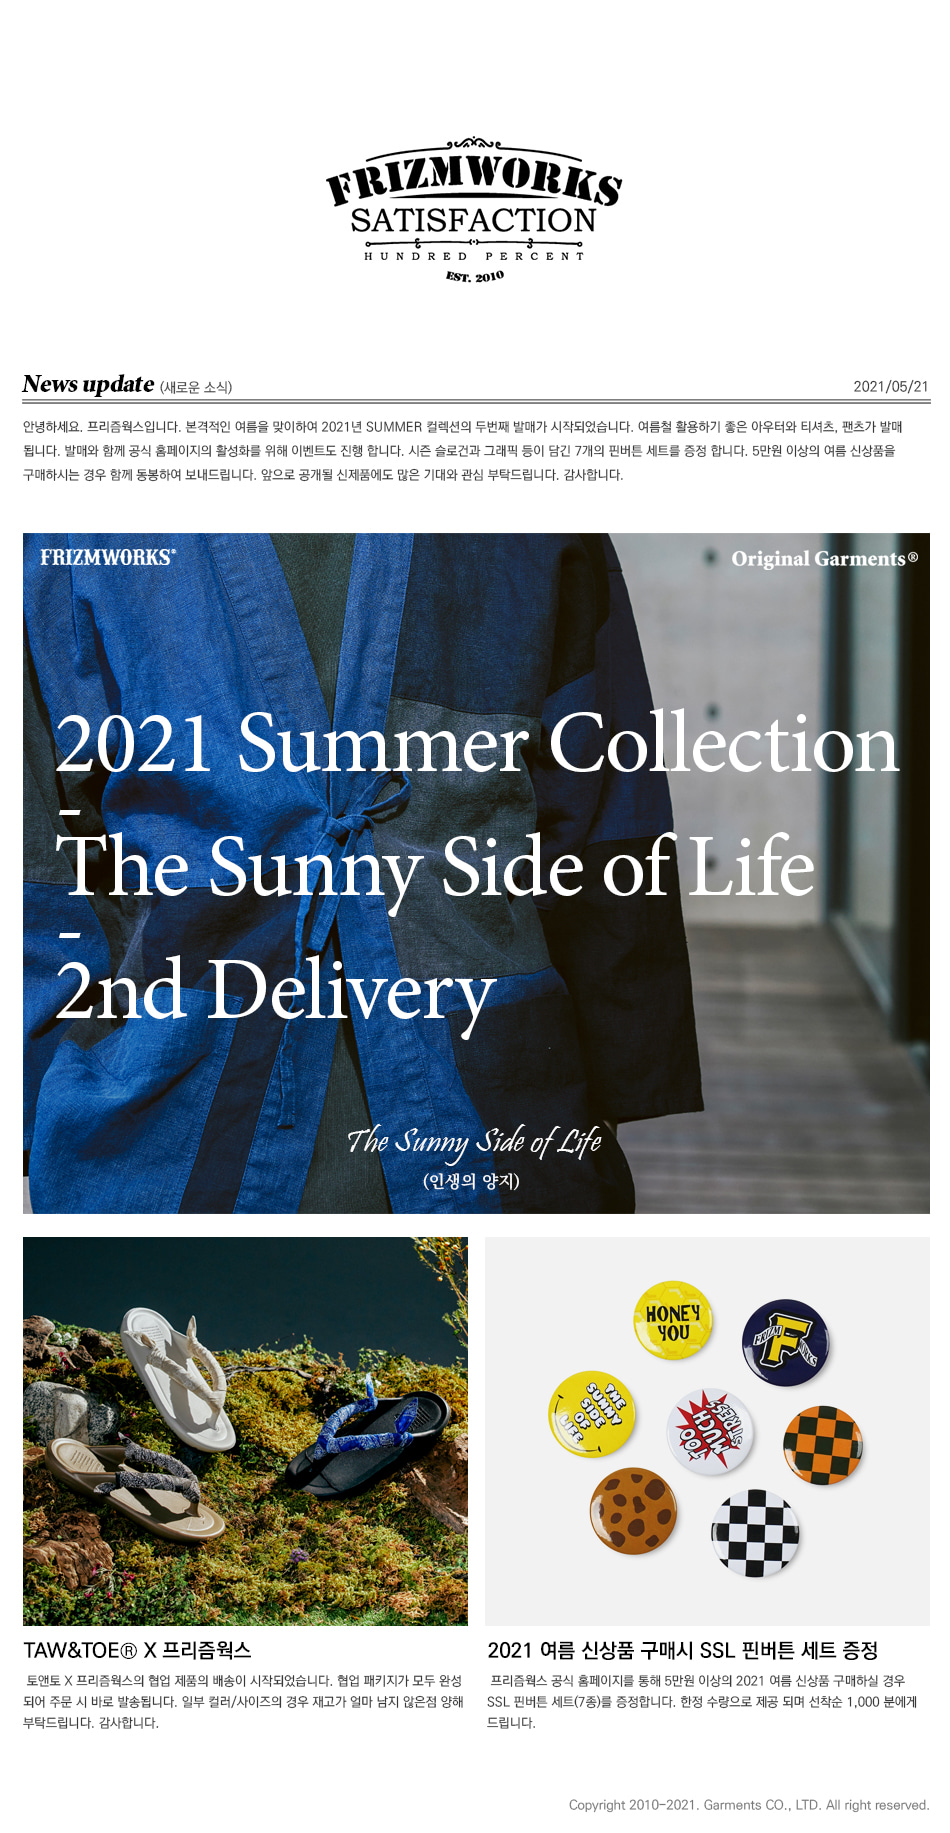 FRIZMWORKS
SATISFACTION
HUNDRED PERCENT
EST. 2010
News update (새로운 소식)
2021/05/21
안녕하세요. 프리즘웍스입니다. 본격적인 여름을 맞이하여 2021년 SUMMER 컬렉션의 두번째 발매가 시작되었습니다. 여름철 활용하기 좋은 아우터와 티셔츠, 팬츠가 발매
됩니다. 발매와 함께 공식 홈페이지의 활성화를 위해 이벤트도 진행 합니다. 시즌 슬로건과 그래픽 등이 담긴 7개의 핀버튼 세트를 증정 합니다. 5만원 이상의 여름 신상품을
구매하시는 경우 함께 동봉하여 보내드립니다. 앞으로 공개될 신제품에도 많은 기대와 관심 부탁드립니다. 감사합니다.
FRIZMWORKS®
Original Garments®
2021 Summer Collection
-
The Sunny Side of Life
-
2nd Delivery
The Sunny Side of Life
(인생의 양지)
HONEY
YOU
FRIZM F WORKS
THE
SUNNY
SIDE
OF
LIFE
TOO
MUCH
STRESS
TAW&TOE® X 프리즘웍스
토앤토 X 프리즘웍스의 협업 제품의 배송이 시작되었습니다. 협업 패키지가 모두 완성
되어 주문 시 바로 발송됩니다. 일부 컬러/사이즈의 경우 재고가 얼마 남지 않은점 양해
부탁드립니다. 감사합니다.
2021 여름 신상품 구매시 SSL 핀버튼 세트 증정
프리즘웍스 공식 홈페이지를 통해 5만원 이상의 2021 여름 신상품 구매하실 경우
SSL 핀버튼 세트(7종)를 증정합니다. 한정 수량으로 제공 되며 선착순 1,000 분에게
드립니다.
Copyright 2010-2021. Garments CO., LTD. All right reserved.